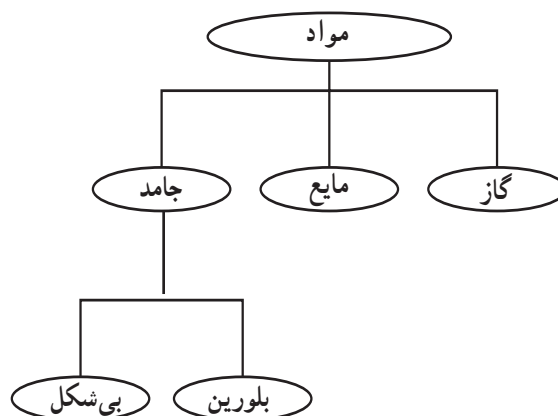 مواد
گاز
مایع
جامد
بلورین
بی‌شکل